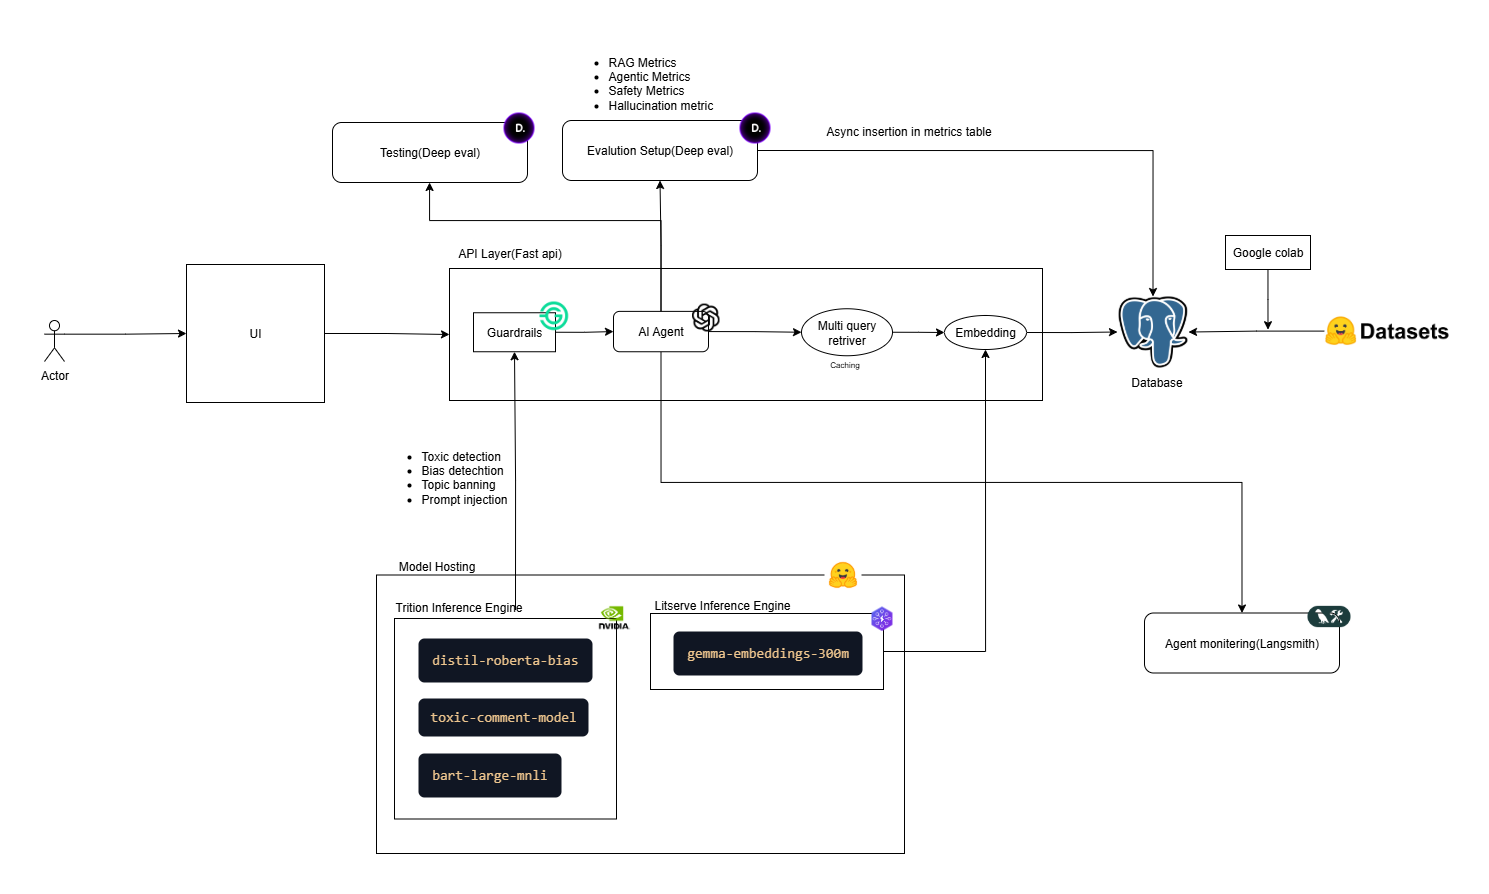 RAG Metrics
Agentic Metrics
Safety Metrics
Hallucination metric
D.
D.
Testing(Deep eval)
Evalution Setup(Deep eval)
Async insertion in metrics table
API Layer(Fast api)
Google colab
UI
Guardrails
AI Agent
Multi query
retriver
Caching
Embedding
Datasets
Actor
Database
Toxic detection
Bias detechtion
Topic banning
Prompt injection
Model Hosting
Trition Inference Engine
NVIDIA
Litserve Inference Engine
distil-roberta-bias
toxic-comment-model
bart-large-mnli
gemma-embeddings-300m
Agent monitering(Langsmith)